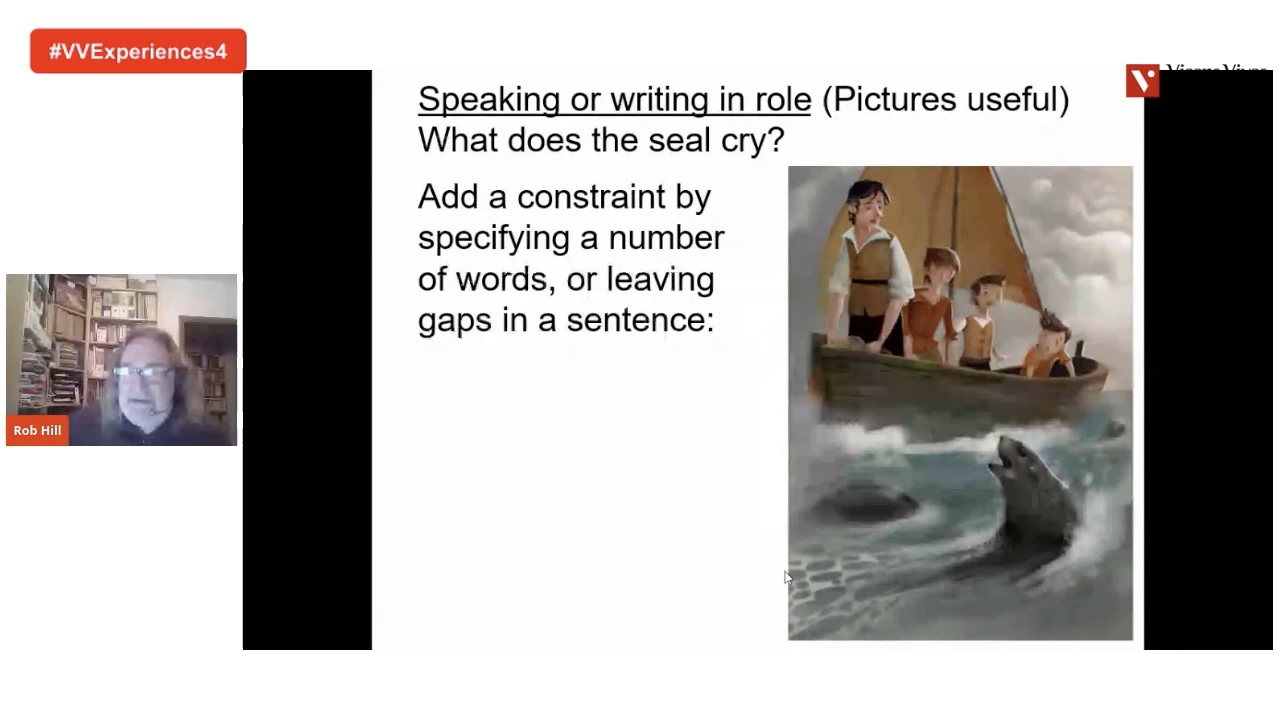 #VVExperiences4
Speaking or writing in role (Pictures useful)
What does the seal cry?
Add a constraint by
specifying a number
of words, or leaving
gaps in a sentence:
Rob Hill